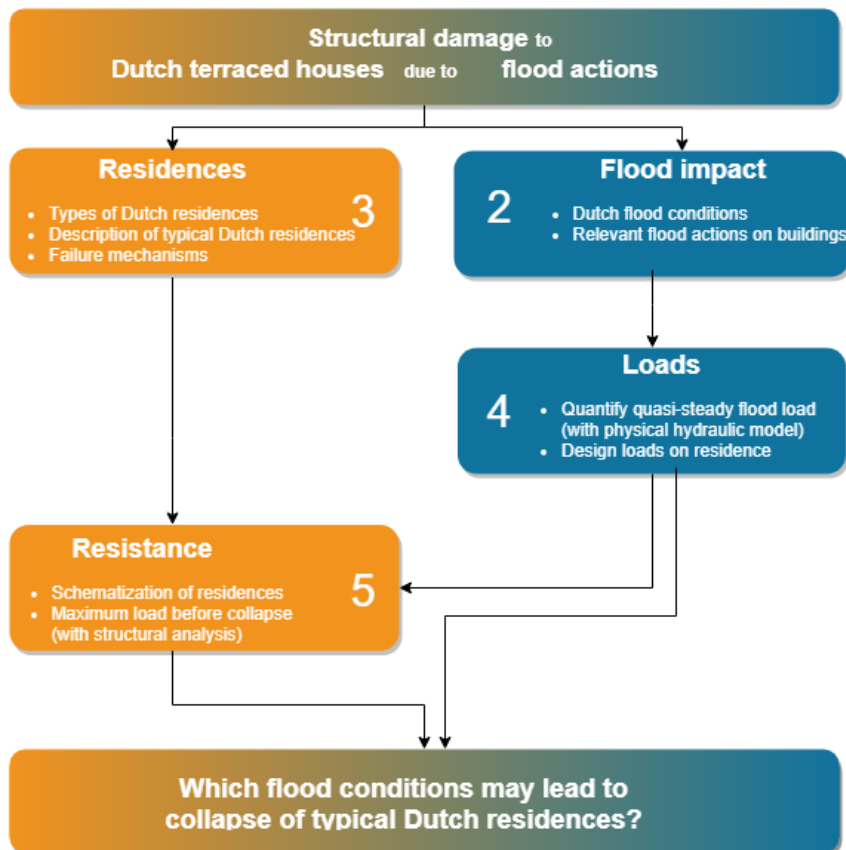 Structural damage to
Dutch terraced houses due to flood actions
Residences
3
• Types of Dutch residences
• Description of typical Dutch residences
• Failure mechanisms
Flood impact
2
• Dutch flood conditions
• Relevant flood actions on buildings
Loads
4
• Quantify quasi-steady flood load
(with physical hydraulic model)
• Design loads on residence
Resistance
5
• Schematization of residences
• Maximum load before collapse
(with structural analysis)
Which flood conditions may lead to
collapse of typical Dutch residences?